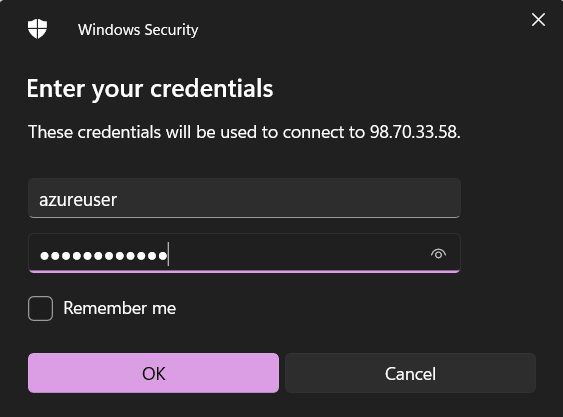 Windows Security
Enter your credentials
These credentials will be used to connect to 98.70.33.58.
azureuser
●●●●●●●●●●●●
Remember me
OK
Cancel